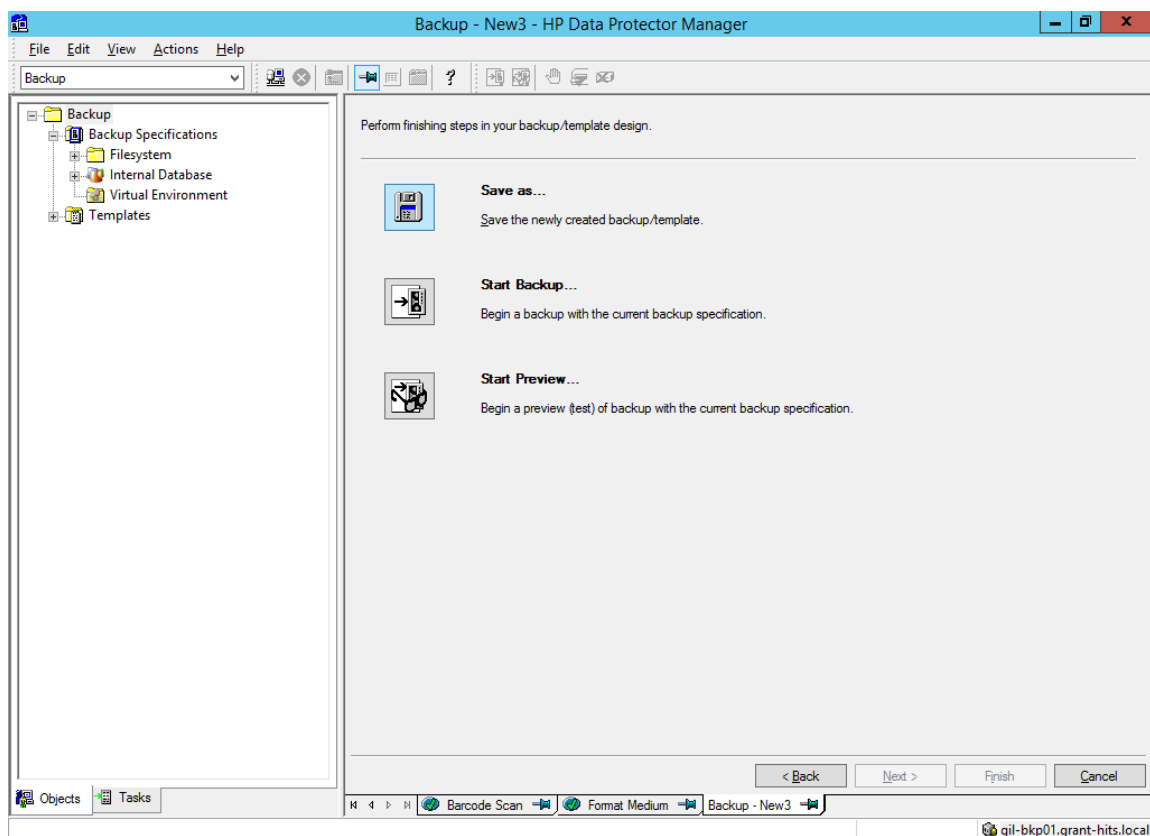 Backup - New3 - HP Data Protector Manager
File Edit View Actions Help
Backup
Backup
Backup Specifications
Filesystem
Internal Database
Virtual Environment
Templates
Perform finishing steps in your backup/template design.
Save as...
Save the newly created backup/template.
Start Backup...
Begin a backup with the current backup specification.
Start Preview...
Begin a preview (test) of backup with the current backup specification.
< Back Next > Finish Cancel
Objects Tasks
Barcode Scan Format Medium Backup - New3
gil-bkp01.grant-hits.local